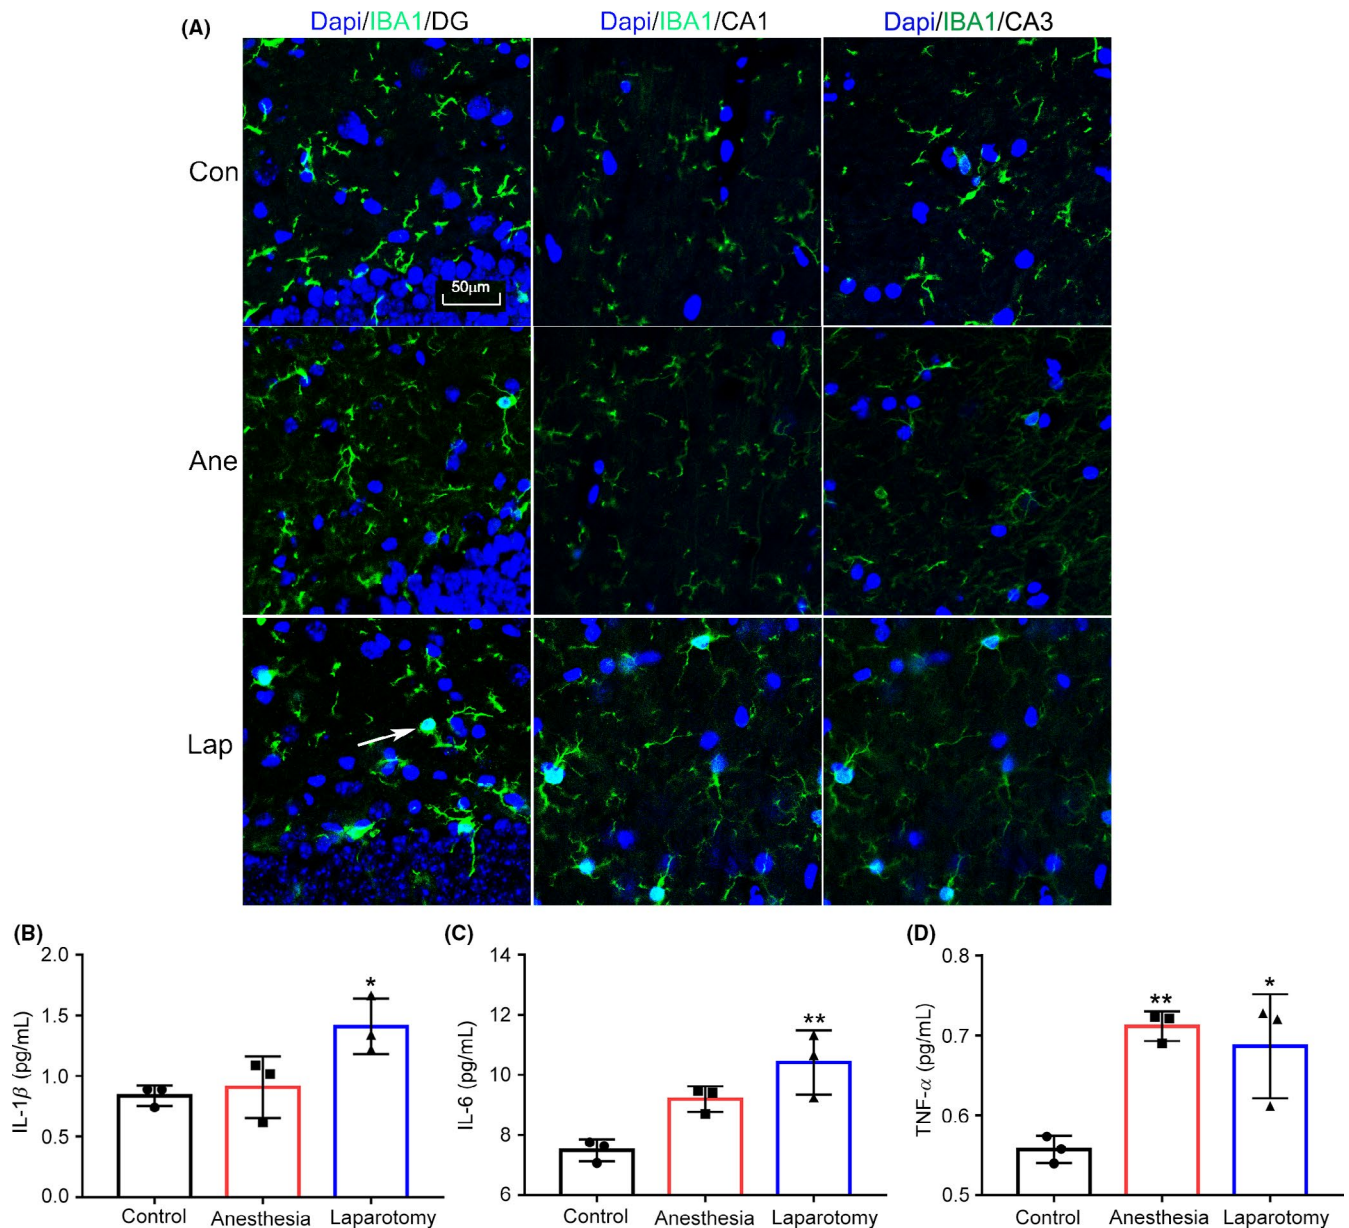 (A)
Dapi/IBA1/DG
Dapi/IBA1/CA1
Dapi/IBA1/CA3
Con
50μm
Ane
Lap
(B)
IL-1β (pg/mL)
2.0
1.5
1.0
0.5
0.0
*
Control
Anesthesia
Laparotomy
(C)
IL-6 (pg/mL)
14
12
10
8
6
**
Control
Anesthesia
Laparotomy
(D)
TNF-α (pg/mL)
0.8
0.7
0.6
0.5
**
*
Control
Anesthesia
Laparotomy